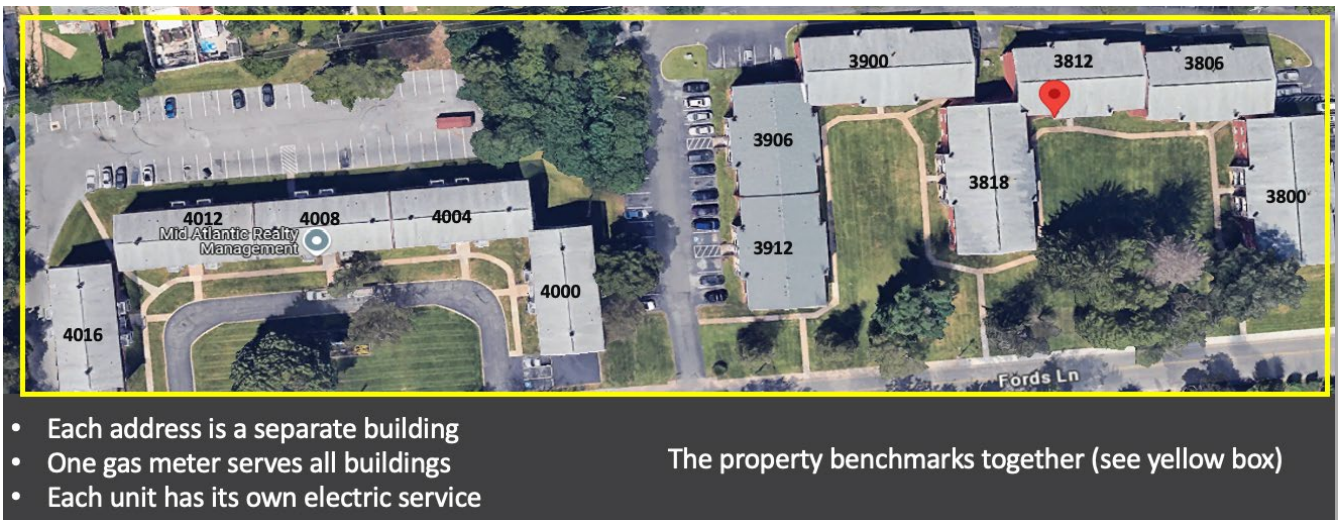 3900
3812
3806
3906
3818
3800
4012
4008
4004
Mid Atlantic Realty
Management
3912
4000
4016
Fords Ln
• Each address is a separate building
• One gas meter serves all buildings
• Each unit has its own electric service
The property benchmarks together (see yellow box)